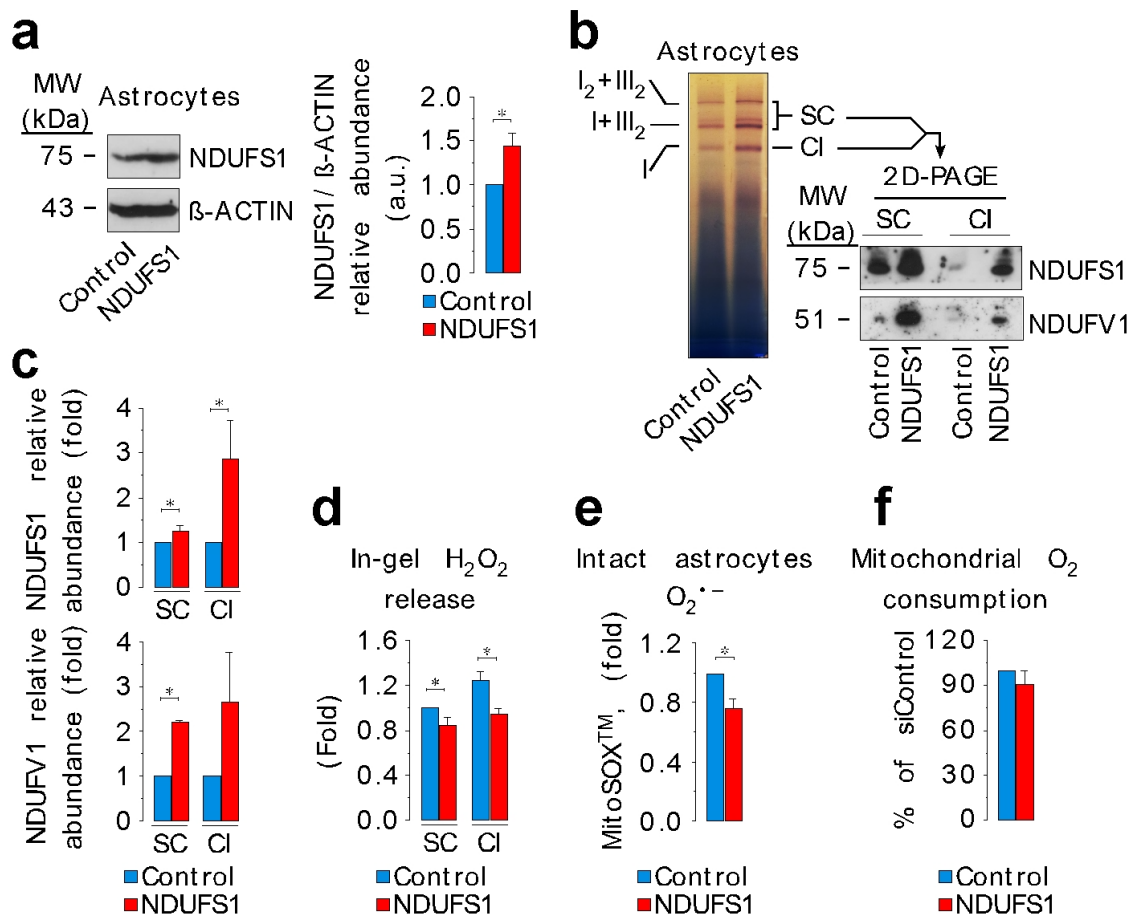 a
MW
(kDa)
Astrocytes
75 –
NDUFS1
43 –
ß-ACTIN
Control
NDUFS1
NDUFS1/ ß-ACTIN
relative abundance
(a.u.)
2.0
1.5
1.0
0.5
0.0
*
Control
NDUFS1
b
Astrocytes
I₂+III₂
I+III₂
I
SC
CI
2D-PAGE
MW
(kDa)
SC
CI
75 –
NDUFS1
51 –
NDUFV1
Control
NDUFS1
Control
NDUFS1
Control
NDUFS1
c
NDUFS1 relative
abundance (fold)
4
3
2
1
0
*
*
SC
CI
NDUFV1 relative
abundance (fold)
4
3
2
1
0
*
SC
CI
Control
NDUFS1
d
In-gel H₂O₂
release
(Fold)
1.6
1.2
0.8
0.4
0.0
*
*
SC
CI
Control
NDUFS1
e
Intact astrocytes
O₂•–
MitoSOX™, (fold)
1.2
0.8
0.4
0.0
*
Control
NDUFS1
f
Mitochondrial O₂
consumption
% of siControl
120
90
60
30
0
Control
NDUFS1